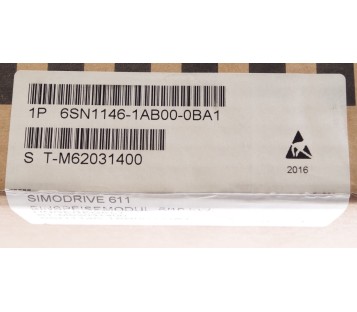 1P 6SN1146-1AB00-0BA1
S T-M62031400
2016
SIMODRIVE 611